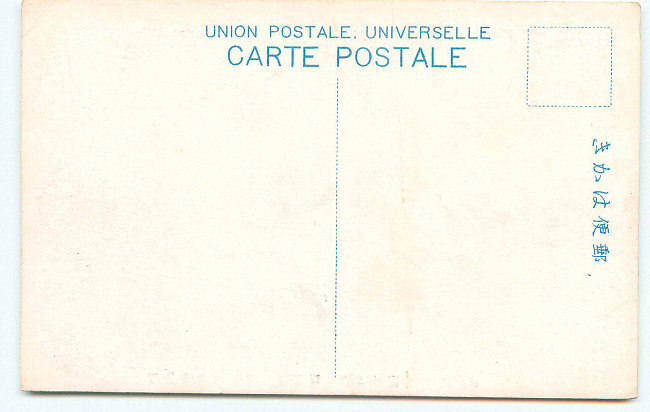 UNION POSTALE. UNIVERSELLE
CARTE POSTALE
きかは便郵